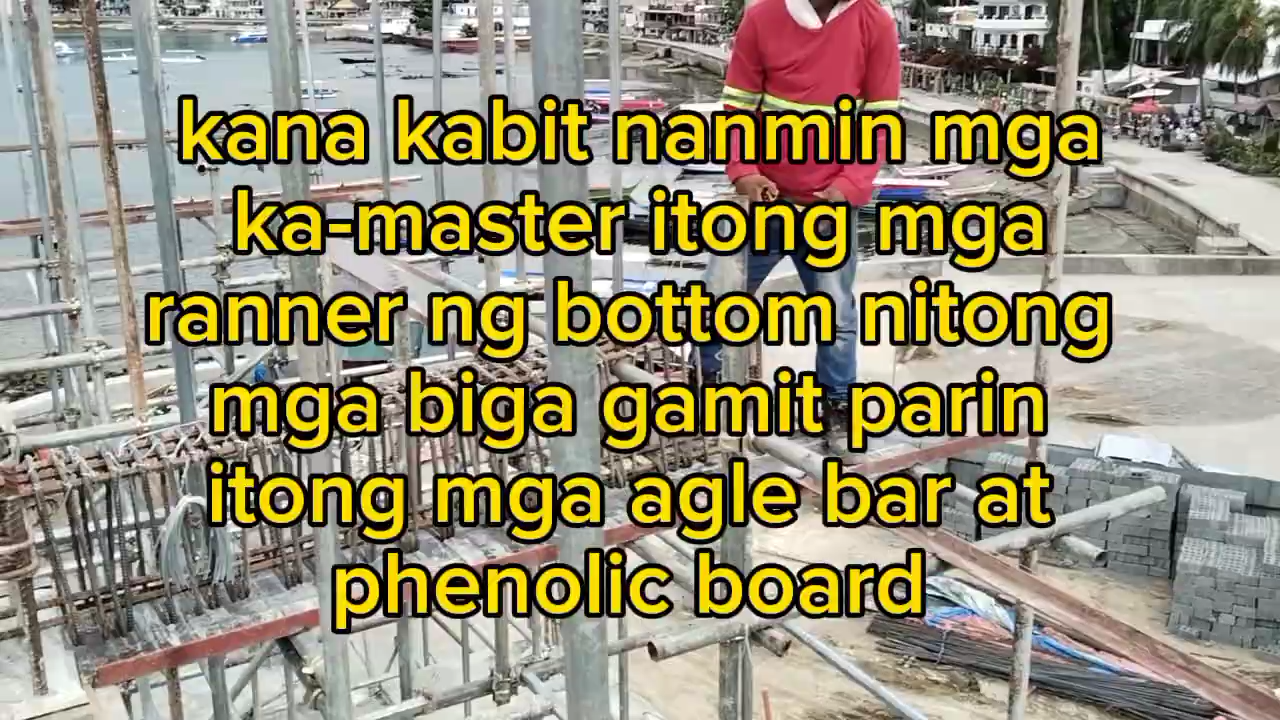 kana kabit nanmin mga
ka-master itong mga
ranner ng bottom nitong
mga biga gamit parin
itong mga agle bar at
phenolic board